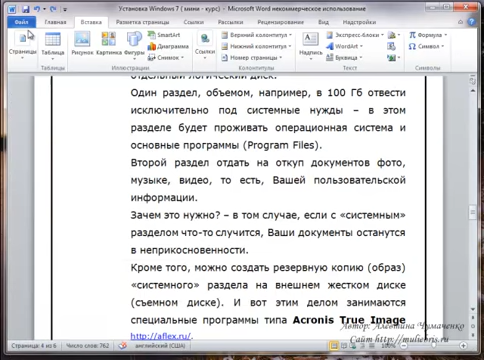 Установка Windows 7 [ мини - курс] - Microsoft Word некоммерческое использование
Файл Главная Вставка Разметка страницы Ссылки Рассылки Рецензирование Вид Надстройки
Страницы Таблица Рисунок Картинка Фигуры SmartArt Диаграмма Снимок Ссылки Верхний колонтитул Нижний колонтитул Номер страницы Надпись Экспресс-блоки WordArt Буквица Формула Символ
Таблицы Иллюстрации Колонтитулы Текст Символы
отдельный логический диск.
Один раздел, объемом, например, в 100 Гб отвести
исключительно под системные нужды – в этом
разделе будет проживать операционная система и
основные программы (Program Files).
Второй раздел отдать на откуп документов фото,
музыке, видео, то есть, Вашей пользовательской
информации.
Зачем это нужно? – в том случае, если с «системным»
разделом что-то случится, Ваши документы останутся
в неприкосновенности.
Кроме того, можно создать резервную копию (образ)
«системного» раздела на внешнем жестком диске
(съемном диске). И вот этим делом занимаются
специальные программы типа Acronis True Image
http://aflex.ru/.
Автор: Алевтина Чумаченко
Сайт http://muliebris.ru
Страница: 4 из 6 Число слов: 762 английский (США)